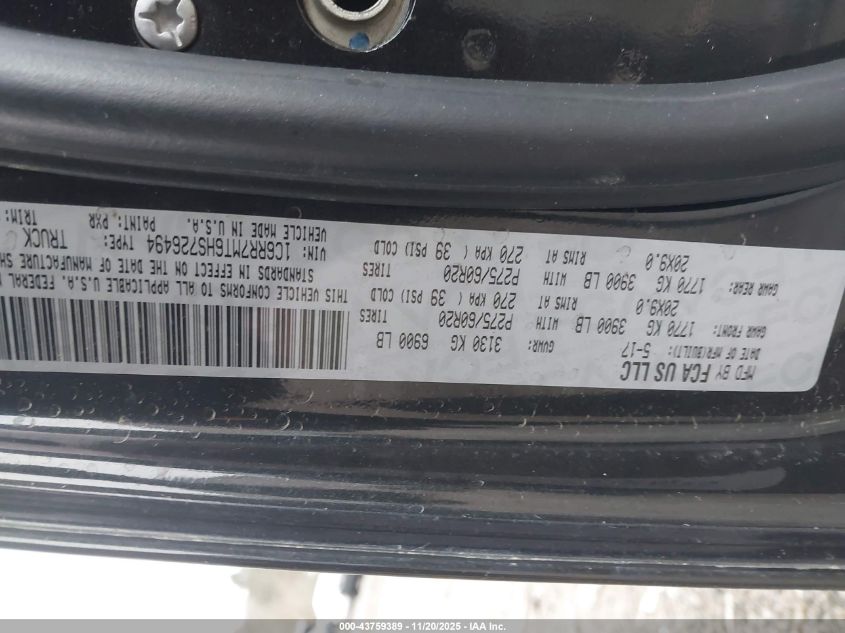 MFD BY FCA US LLC
DATE OF MFR(BUILT): 5-17 GVWR: 3130 KG 6900 LB
GAWR FRONT: 1770 KG 3900 LB WITH P275/60R20 TIRES
20X9.0 RIMS AT 270 KPA ( 39 PSI) COLD
GAWR REAR: 1770 KG 3900 LB WITH P275/60R20 TIRES
20X9.0 RIMS AT 270 KPA ( 39 PSI) COLD
THIS VEHICLE CONFORMS TO ALL APPLICABLE U.S.A. FEDERAL
STANDARDS IN EFFECT ON THE DATE OF MANUFACTURE
VIN: 1C6RR7MT6HS726494 TYPE: TRUCK
VEHICLE MADE IN U.S.A. PAINT: PXR TRIM:
000-43759389 - 11/20/2025 - IAA Inc.